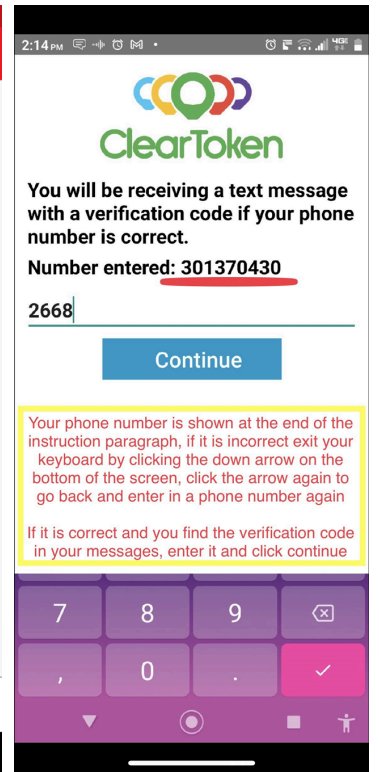 2:14 PM
4GE
ClearToken
You will be receiving a text message
with a verification code if your phone
number is correct.
Number entered: 301370430
2668
Continue
Your phone number is shown at the end of the
instruction paragraph, if it is incorrect exit your
keyboard by clicking the down arrow on the
bottom of the screen, click the arrow again to
go back and enter in a phone number again
If it is correct and you find the verification code
in your messages, enter it and click continue
7 8 9
, 0 .